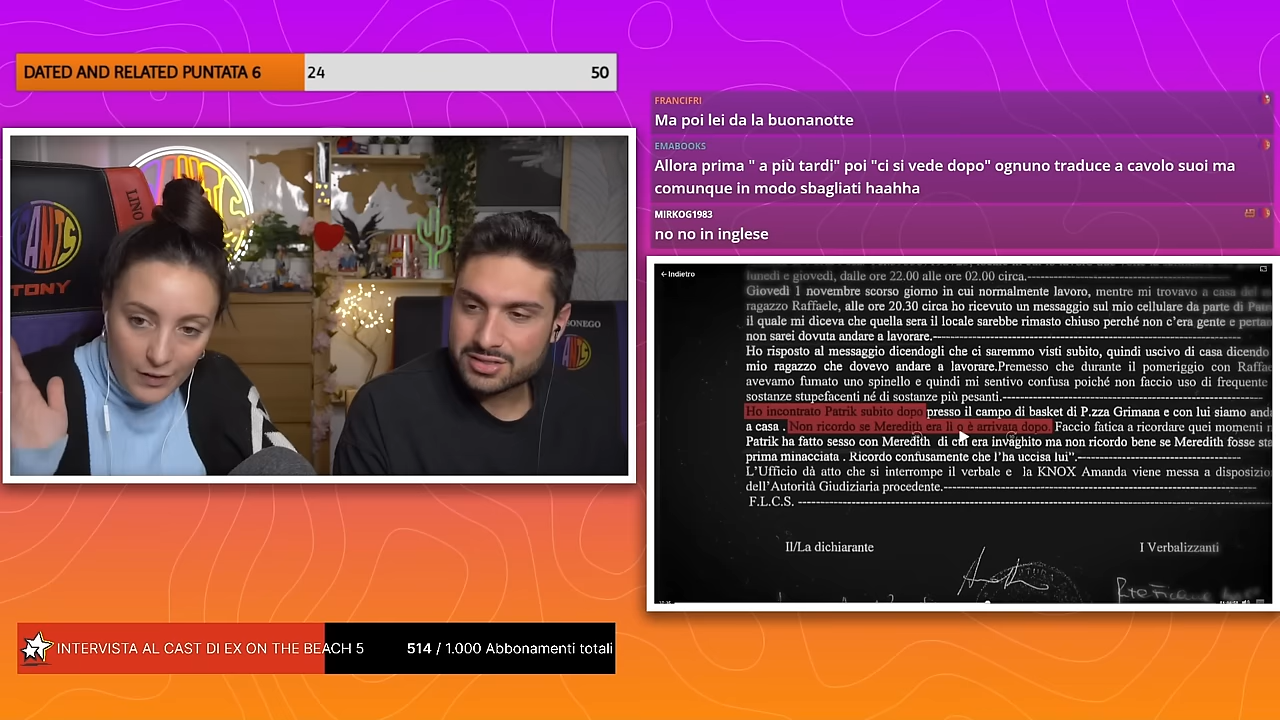 DATED AND RELATED PUNTATA 6
24
50
FRANCIFRI
Ma poi lei da la buonanotte
EMABOOKS
Allora prima " a più tardi" poi "ci si vede dopo" ognuno traduce a cavolo suoi ma
comunque in modo sbagliati haahha
MIRKOG1983
no no in inglese
LINO
PANTS
TONY
BONEGO
Indietro
lunedì e giovedì, dalle ore 22.00 alle ore 02.00 circa.
Giovedì 1 novembre scorso giorno in cui normalmente lavoro, mentre mi trovavo a casa
ragazzo Raffaele, alle ore 20.30 circa ho ricevuto un messaggio sul mio cellulare da parte di
il quale mi diceva che quella sera il locale sarebbe rimasto chiuso perché non c'era gente e
non sarei dovuta andare a lavorare.
Ho risposto al messaggio dicendogli che ci saremmo visti subito, quindi uscivo di casa dicendo
mio ragazzo che dovevo andare a lavorare.Premesso che durante il pomeriggio con
avevamo fumato uno spinello e quindi mi sentivo confusa poiché non faccio uso di frequente
sostanze stupefacenti né di sostanze più pesanti.
Ho incontrato Patrik subito dopo presso il campo di basket di P.zza Grimana e con lui siamo
a casa . Non ricordo se Meredith era lì o è arrivata dopo. Faccio fatica a ricordare quei momenti
Patrik ha fatto sesso con Meredith di cui era invaghito ma non ricordo bene se Meredith fosse
prima minacciata . Ricordo confusamente che l'ha uccisa lui".
L'Ufficio dà atto che si interrompe il verbale e la KNOX Amanda viene messa a
dell'Autorità Giudiziaria procedente.
F.L.C.S.
Il/La dichiarante
I Verbalizzanti
INTERVISTA AL CAST DI EX ON THE BEACH 5
514 / 1.000 Abbonamenti totali